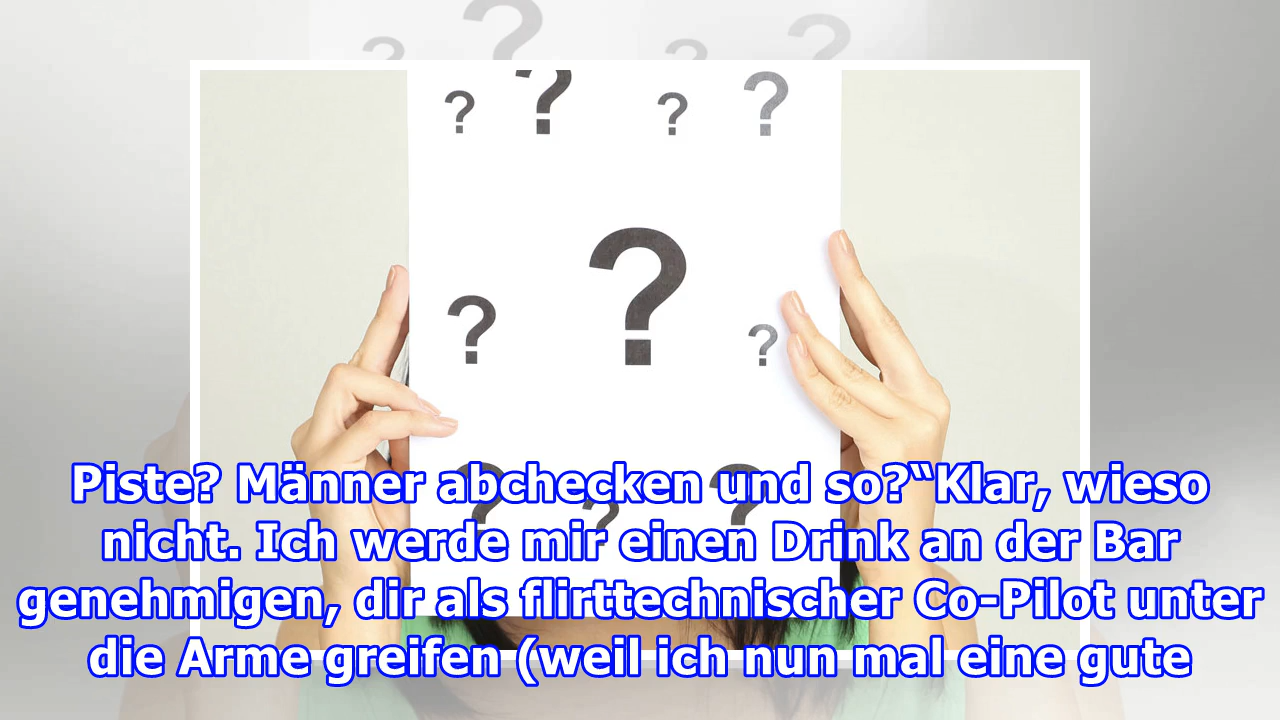 ? ? ? ?
? ? ?
? ? ?
Piste? Männer abchecken und so?“Klar, wieso
nicht. Ich werde mir einen Drink an der Bar
genehmigen, dir als flirttechnischer Co-Pilot unter
die Arme greifen (weil ich nun mal eine gute